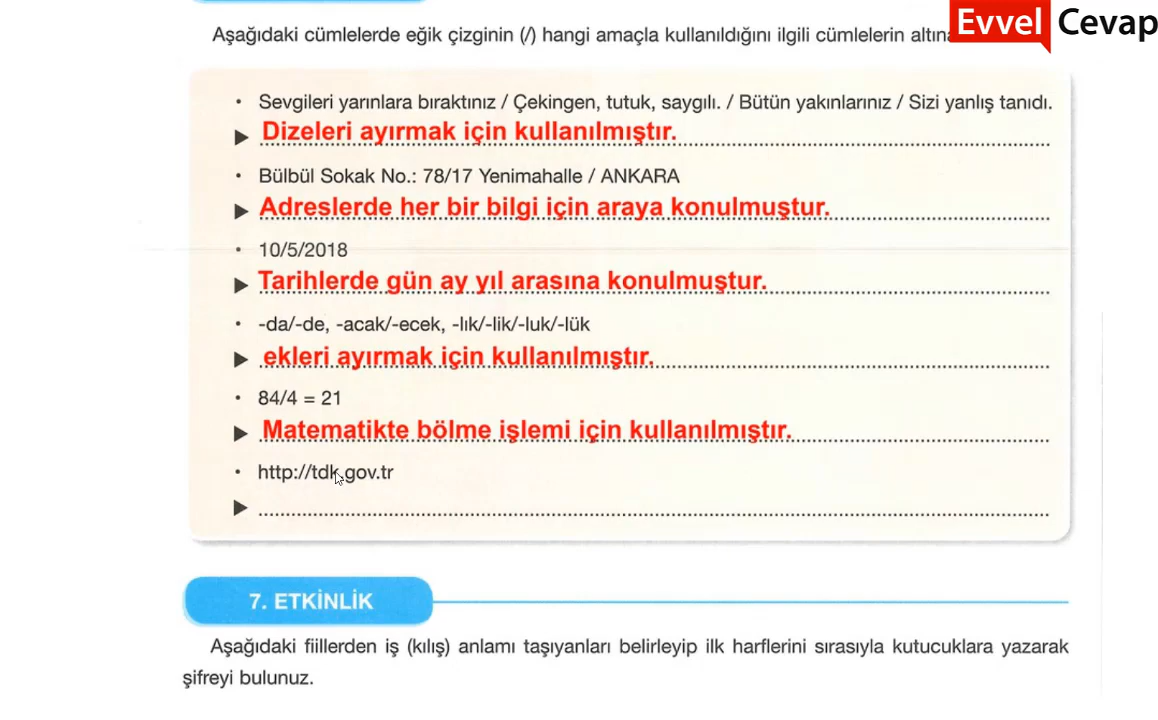 Evvel Cevap
Aşağıdaki cümlelerde eğik çizginin (/) hangi amaçla kullanıldığını ilgili cümlelerin altına
• Sevgileri yarınlara bıraktınız / Çekingen, tutuk, saygılı. / Bütün yakınlarınız / Sizi yanlış tanıdı.
Dizeleri ayırmak için kullanılmıştır.
• Bülbül Sokak No.: 78/17 Yenimahalle / ANKARA
Adreslerde her bir bilgi için araya konulmuştur.
• 10/5/2018
Tarihlerde gün ay yıl arasına konulmuştur.
• -da/-de, -acak/-ecek, -lık/-lik/-luk/-lük
ekleri ayırmak için kullanılmıştır.
• 84/4 = 21
Matematikte bölme işlemi için kullanılmıştır.
• http://tdk.gov.tr
7. ETKİNLİK
Aşağıdaki fiillerden iş (kılış) anlamı taşıyanları belirleyip ilk harflerini sırasıyla kutucuklara yazarak
şifreyi bulunuz.